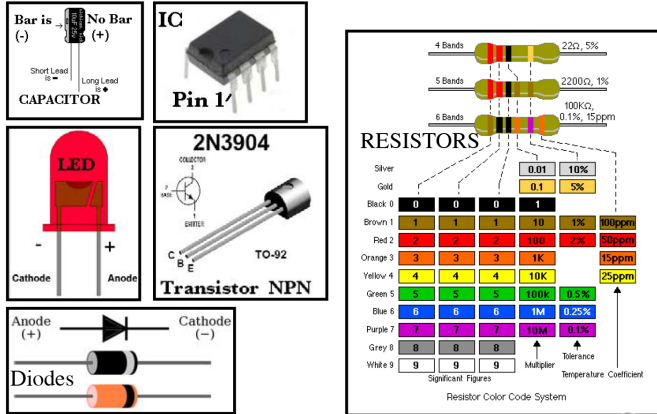 Bar is No Bar
(-) (+)
10uF 25v
Short Lead
is -
Long Lead
is +
CAPACITOR
IC
Pin 1
LED
- +
Cathode Anode
2N3904
COLLECTOR
3
2
BASE
1
EMITTER
C B E
TO-92
Transistor NPN
Anode Cathode
(+) (−)
Diodes
4 Bands 22Ω, 5%
5 Bands 2200Ω, 1%
6 Bands 100KΩ,
0.1%, 15ppm
RESISTORS
Silver 0.01 10%
Gold 0.1 5%
Black 0 0 0 0 1
Brown 1 1 1 1 10 1% 100ppm
Red 2 2 2 2 100 2% 50ppm
Orange 3 3 3 3 1K 15ppm
Yellow 4 4 4 4 10K 25ppm
Green 5 5 5 5 100k 0.5%
Blue 6 6 6 6 1M 0.25%
Purple 7 7 7 7 10M 0.1%
Grey 8 8 8 8
White 9 9 9 9
Significant Figures
Multiplier
Tolerance
Temperature Coefficient
Resistor Color Code System